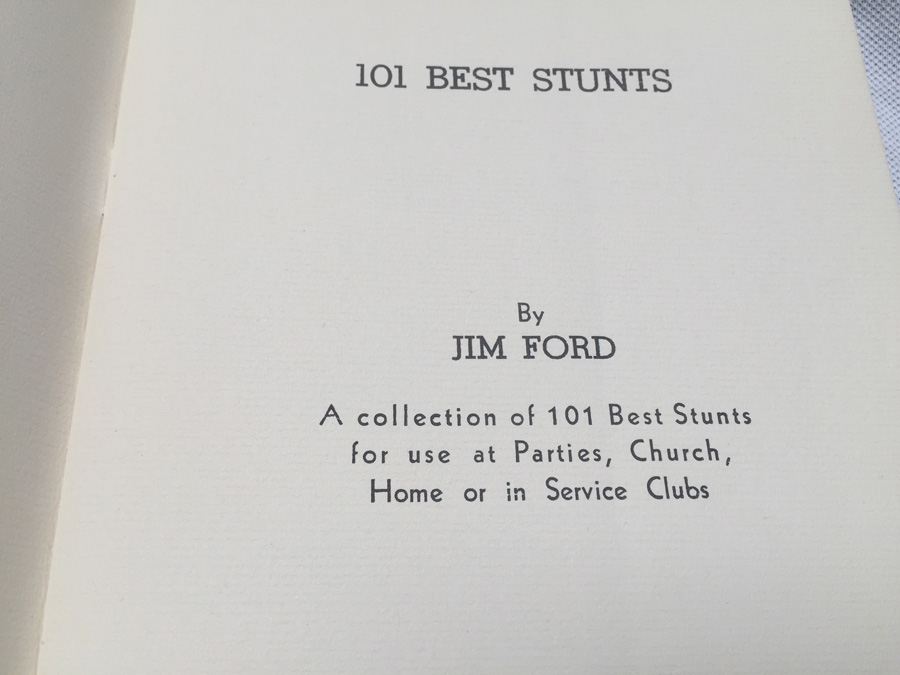 101 BEST STUNTS
By
JIM FORD
A collection of 101 Best Stunts
for use at Parties, Church,
Home or in Service Clubs